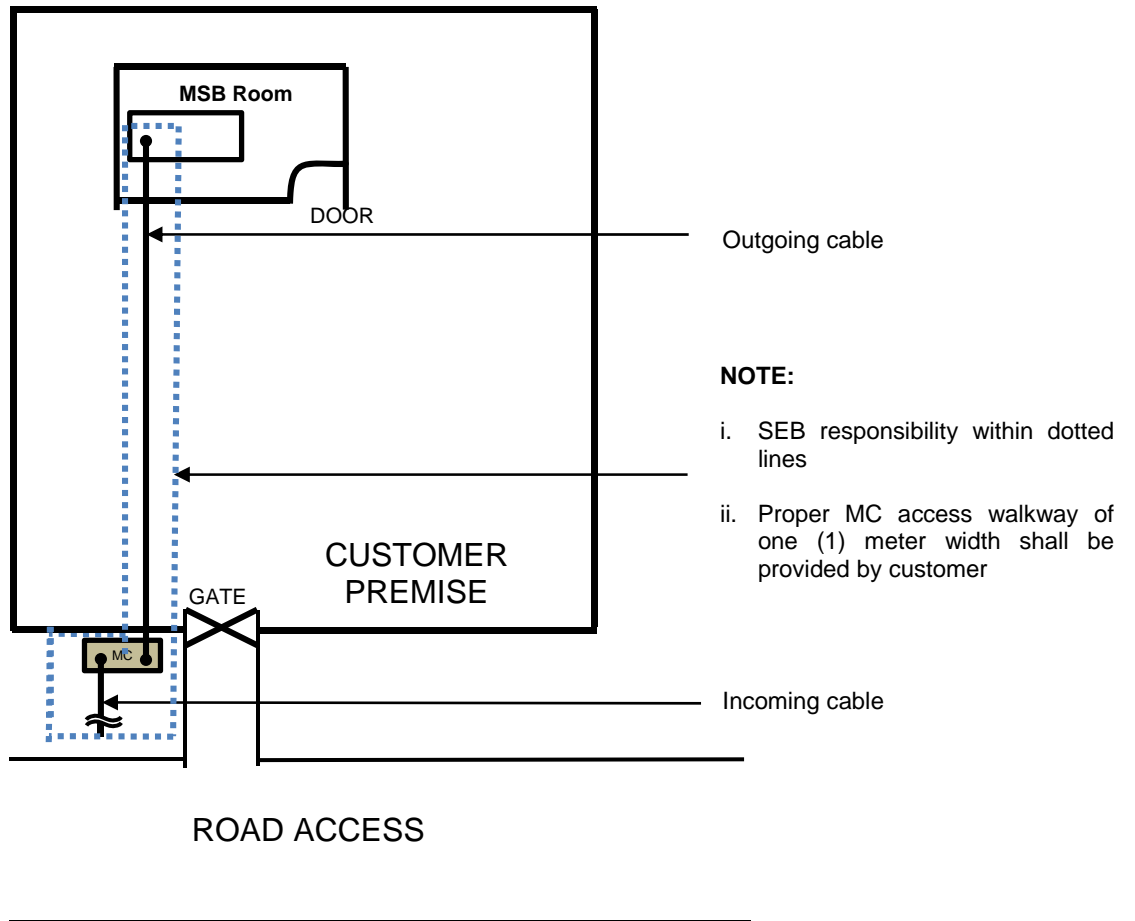 MSB Room
DOOR
Outgoing cable
NOTE:
i. SEB responsibility within dotted
lines
ii. Proper MC access walkway of
one (1) meter width shall be
provided by customer
CUSTOMER
PREMISE
GATE
MC
Incoming cable
ROAD ACCESS